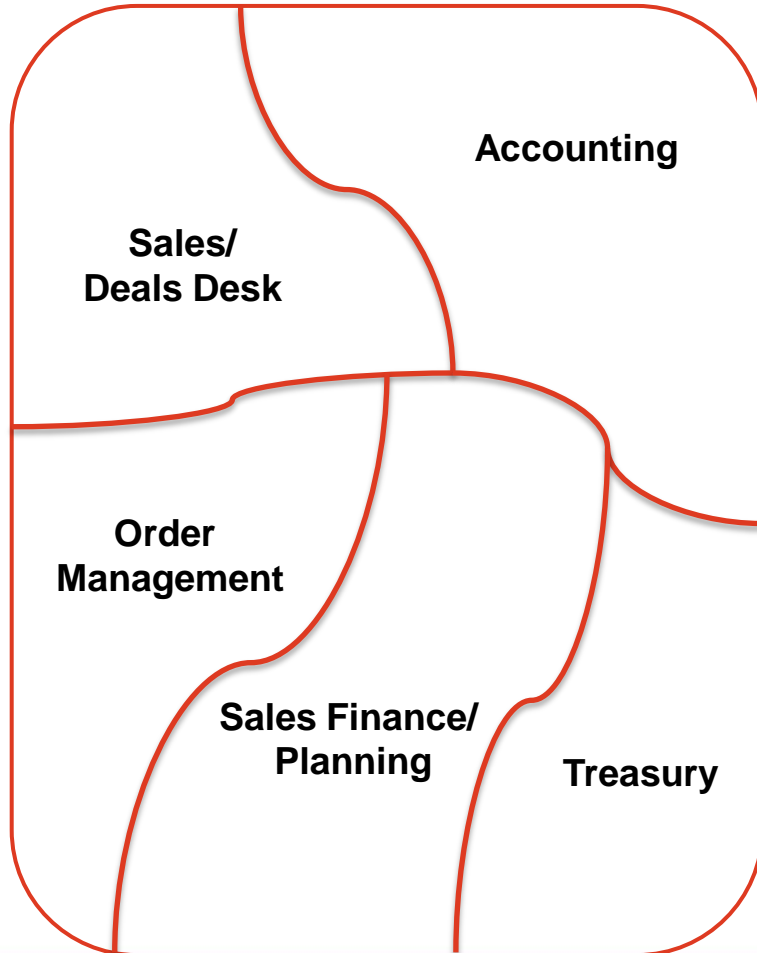 Accounting
Sales/
Deals Desk
Order
Management
Sales Finance/
Planning
Treasury